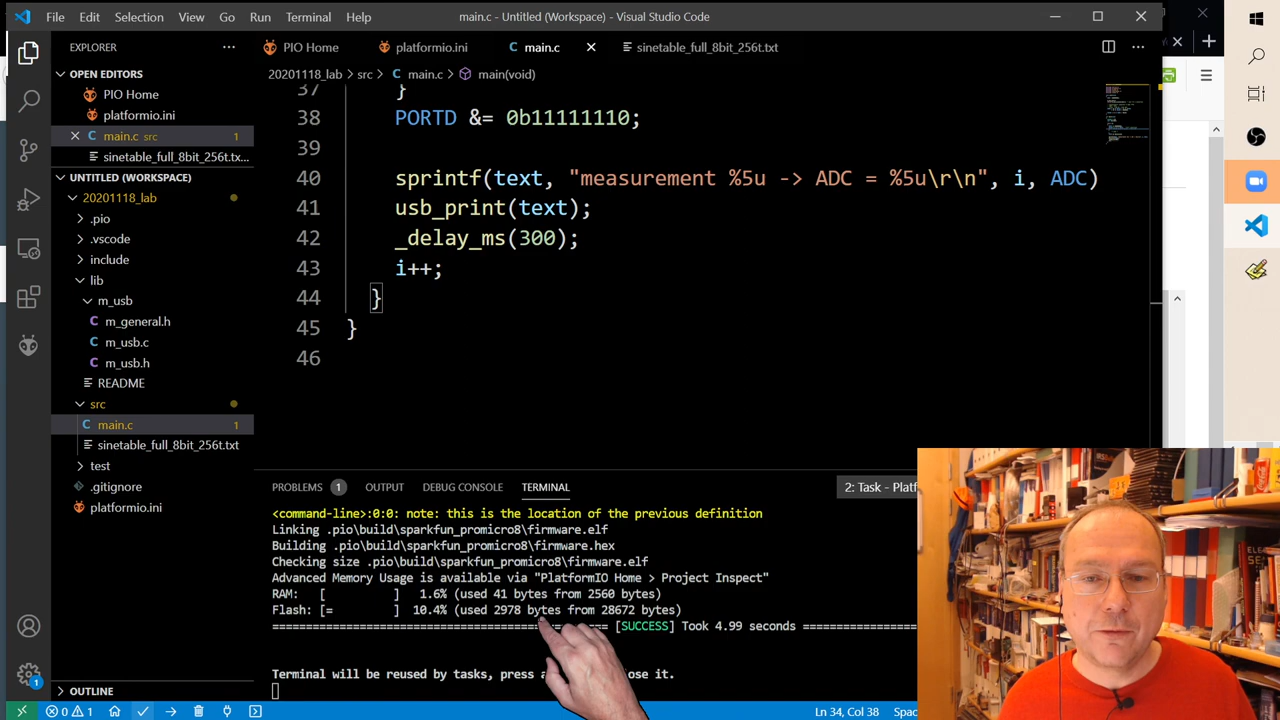 File Edit Selection View Go Run Terminal Help
main.c - Untitled (Workspace) - Visual Studio Code
EXPLORER
PIO Home
platformio.ini
main.c
sinetable_full_8bit_256t.txt
20201118_lab > src > main.c > main(void)
OPEN EDITORS
PIO Home
platformio.ini
main.c src 1
sinetable_full_8bit_256t.tx...
UNTITLED (WORKSPACE)
20201118_lab
.pio
.vscode
include
lib
m_usb
m_general.h
m_usb.c
m_usb.h
README
src
main.c 1
sinetable_full_8bit_256t.txt
test
.gitignore
platformio.ini
OUTLINE
37 }
38 PORTD &= 0b11111110;
39
40 sprintf(text, "measurement %5u -> ADC = %5u\r\n", i, ADC)
41 usb_print(text);
42 _delay_ms(300);
43 i++;
44 }
45 }
46
PROBLEMS 1 OUTPUT DEBUG CONSOLE TERMINAL
2: Task - Platf
<command-line>:0:0: note: this is the location of the previous definition
Linking .pio\build\sparkfun_promicro8\firmware.elf
Building .pio\build\sparkfun_promicro8\firmware.hex
Checking size .pio\build\sparkfun_promicro8\firmware.elf
Advanced Memory Usage is available via "PlatformIO Home > Project Inspect"
RAM: [ ] 1.6% (used 41 bytes from 2560 bytes)
Flash: [= ] 10.4% (used 2978 bytes from 28672 bytes)
[SUCCESS] Took 4.99 seconds
Terminal will be reused by tasks, press a ose it.
1
0 1
Ln 34, Col 38 Spac